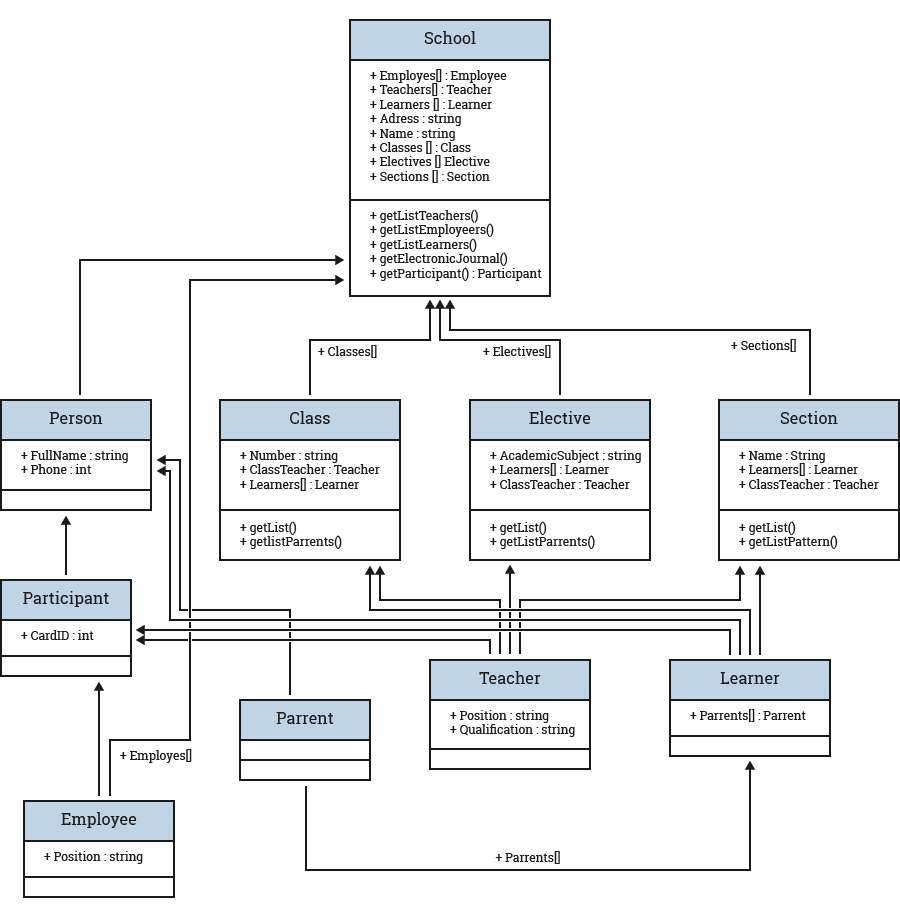 School
+ Employes[] : Employee
+ Teachers[] : Teacher
+ Learners [] : Learner
+ Adress : string
+ Name : string
+ Classes [] : Class
+ Electives [] Elective
+ Sections [] : Section
+ getListTeachers()
+ getListEmployeers()
+ getListLearners()
+ getElectronicJournal()
+ getParticipant() : Participant
+ Classes[]
+ Electives[]
+ Sections[]
Person
+ FullName : string
+ Phone : int
Class
+ Number : string
+ ClassTeacher : Teacher
+ Learners[] : Learner
+ getList()
+ getlistParrents()
Elective
+ AcademicSubject : string
+ Learners[] : Learner
+ ClassTeacher : Teacher
+ getList()
+ getListParrents()
Section
+ Name : String
+ Learners[] : Learner
+ ClassTeacher : Teacher
+ getList()
+ getListPattern()
Participant
+ CardID : int
Parrent
Teacher
+ Position : string
+ Qualification : string
Learner
+ Parrents[] : Parrent
+ Employes[]
Employee
+ Position : string
+ Parrents[]